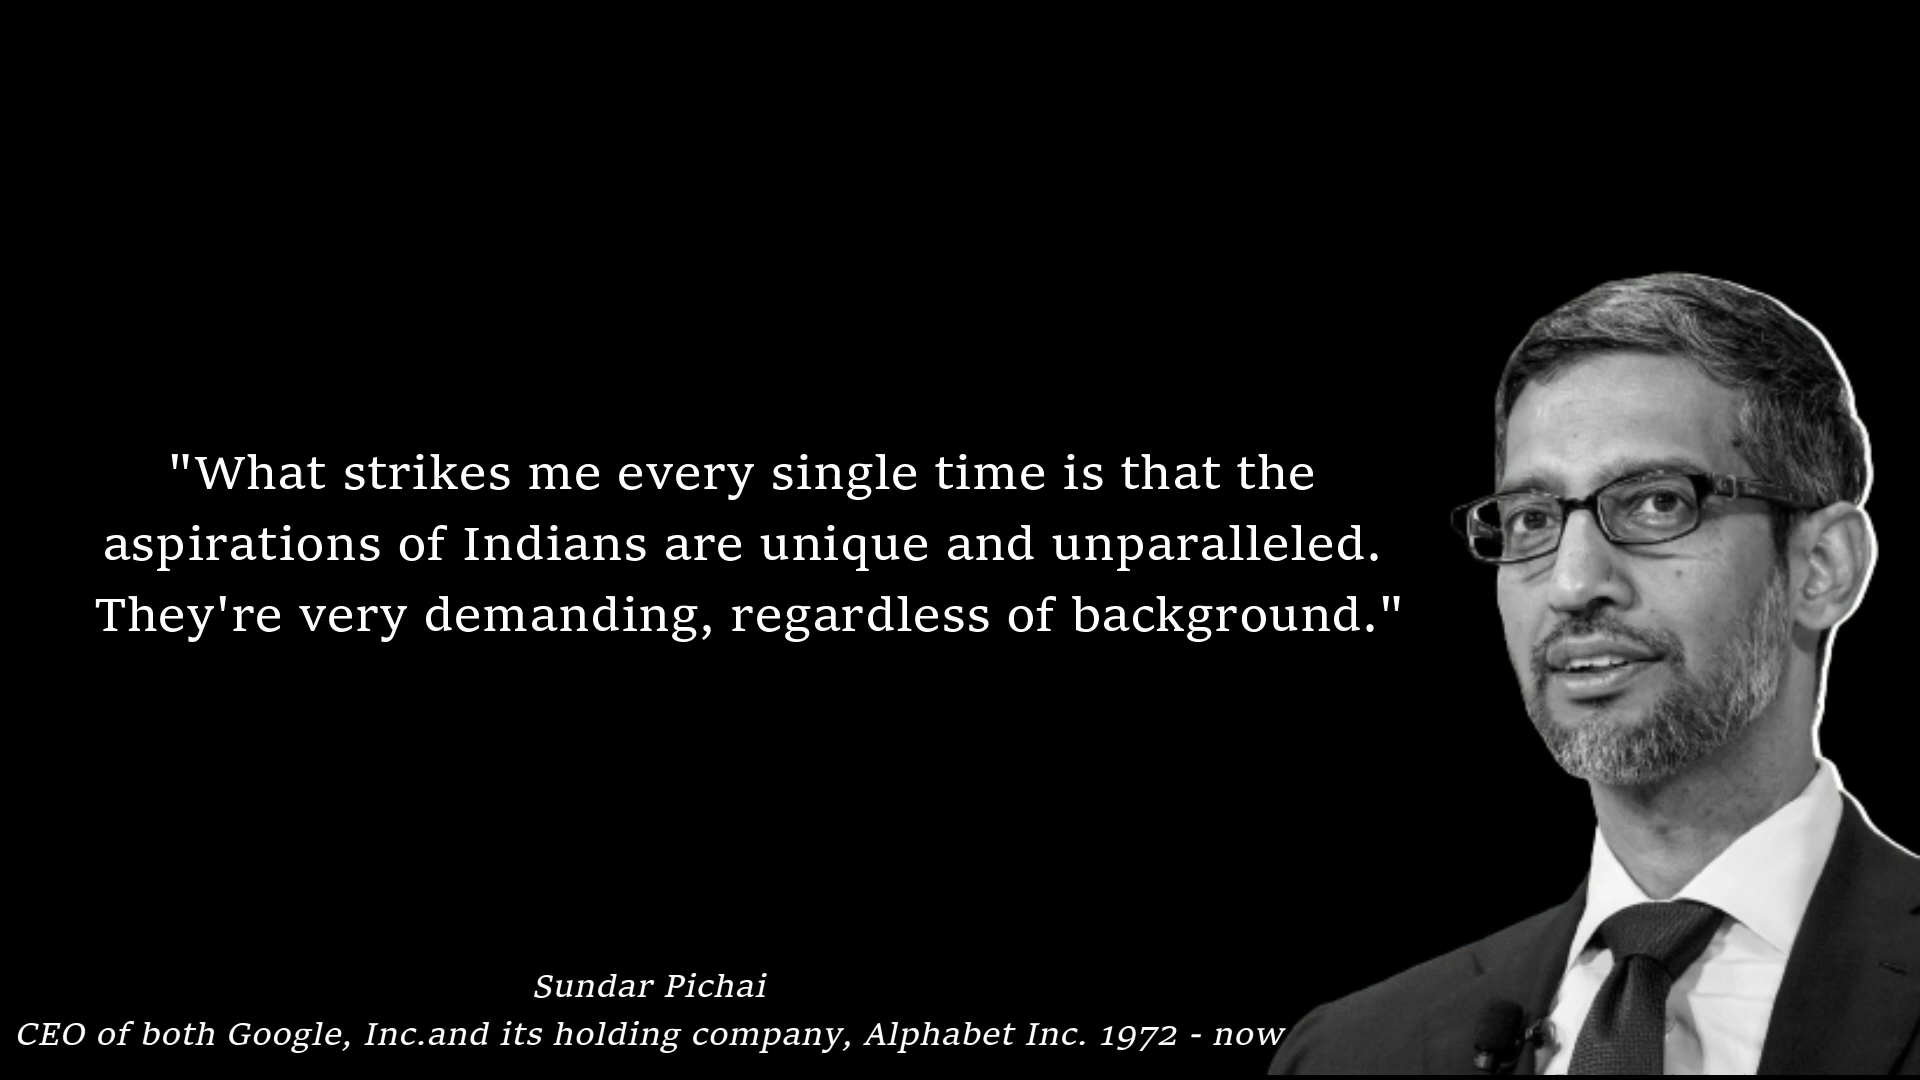 "What strikes me every single time is that the
aspirations of Indians are unique and unparalleled.
They're very demanding, regardless of background."
Sundar Pichai
CEO of both Google, Inc.and its holding company, Alphabet Inc. 1972 - now